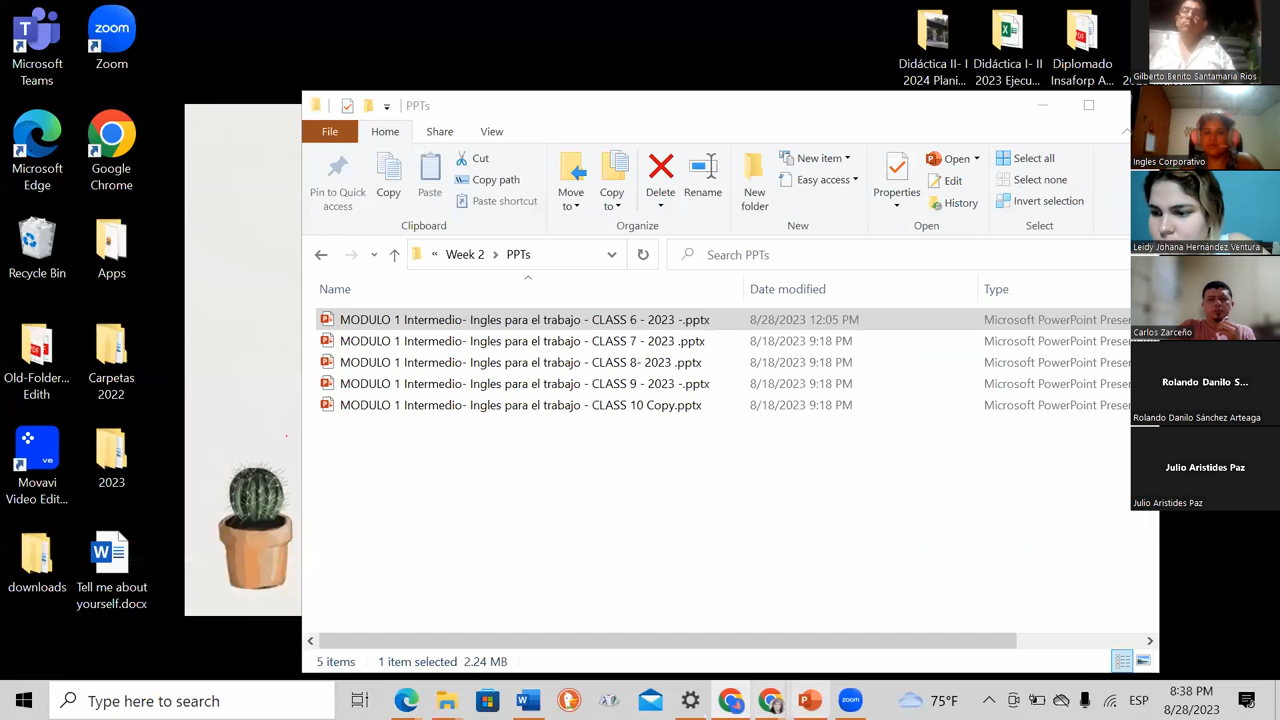 Microsoft Teams
Zoom
Didáctica II- I 2024 Plani...
Didáctica I- II 2023 Ejecu...
Diplomado Insaforp A...
Gilberto Benito Santamaria Rios
PPTs
File
Home
Share
View
Microsoft Edge
Google Chrome
Pin to Quick access
Copy
Paste
Cut
Copy path
Paste shortcut
Move to
Copy to
Delete
Rename
New folder
New item
Easy access
Properties
Open
Edit
History
Select all
Select none
Invert selection
Ingles Corporativo
Clipboard
Organize
New
Open
Select
Leidy Johana Hernández Ventura
Recycle Bin
Apps
« Week 2 > PPTs
Search PPTs
Name
Date modified
Type
MODULO 1 Intermedio- Ingles para el trabajo - CLASS 6 - 2023 -.pptx 8/28/2023 12:05 PM Microsoft PowerPoint Presen
MODULO 1 Intermedio- Ingles para el trabajo - CLASS 7 - 2023 .pptx 8/18/2023 9:18 PM Microsoft PowerPoint Presen
MODULO 1 Intermedio- Ingles para el trabajo - CLASS 8- 2023 .pptx 8/18/2023 9:18 PM Microsoft PowerPoint Presen
MODULO 1 Intermedio- Ingles para el trabajo - CLASS 9 - 2023 -.pptx 8/18/2023 9:18 PM Microsoft PowerPoint Presen
MODULO 1 Intermedio- Ingles para el trabajo - CLASS 10 Copy.pptx 8/18/2023 9:18 PM Microsoft PowerPoint Presen
Carlos Zarceño
Old-Folder... Edith
Carpetas 2022
Rolando Danilo S...
Rolando Danilo Sánchez Arteaga
Movavi Video Edit...
2023
Julio Aristides Paz
Julio Aristides Paz
downloads
Tell me about yourself.docx
5 items
1 item selected 2.24 MB
Type here to search
75°F
ESP
8:38 PM
8/28/2023